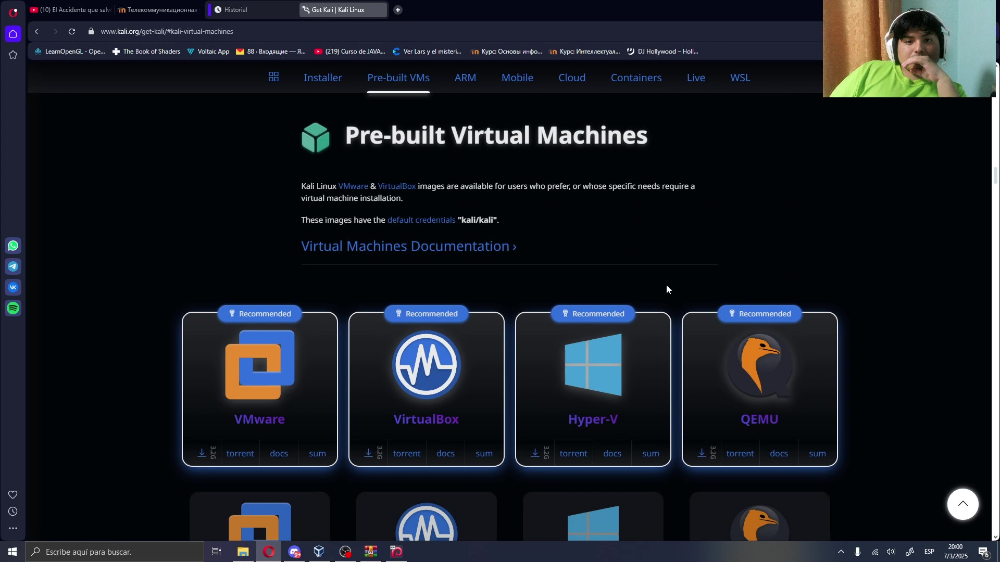 (10) El Accidente que salv
Телекоммуникационная
Historial
Get Kali | Kali Linux
www.kali.org/get-kali/#kali-virtual-machines
LearnOpenGL - Ope...
The Book of Shaders
Voltaic App
88 · Входящие — Я...
(219) Curso de JAVA...
Ver Lars y el misteri...
Курс: Основы инфо...
Курс: Интеллектуал...
DJ Hollywood – Holl...
Installer
Pre-built VMs
ARM
Mobile
Cloud
Containers
Live
WSL
Pre-built Virtual Machines
Kali Linux VMware & VirtualBox images are available for users who prefer, or whose specific needs require a
virtual machine installation.
These images have the default credentials "kali/kali".
Virtual Machines Documentation ›
Recommended
Recommended
Recommended
Recommended
VMware
VirtualBox
Hyper-V
QEMU
3.2G torrent docs sum
3.2G torrent docs sum
3.2G torrent docs sum
3.2G torrent docs sum
Escribe aquí para buscar.
9+
ESP
20:00
7/3/2025
6